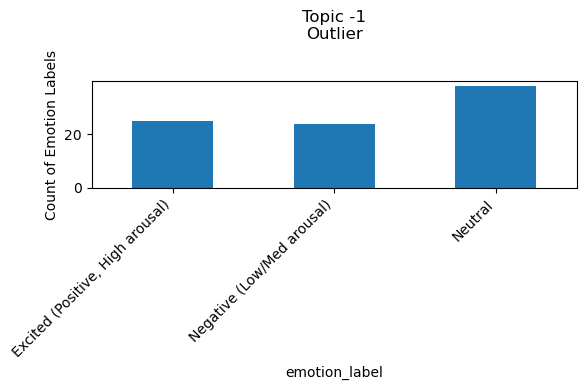 Topic -1
Outlier
Count of Emotion Labels
20
0
Excited (Positive, High arousal)
Negative (Low/Med arousal)
Neutral
emotion_label